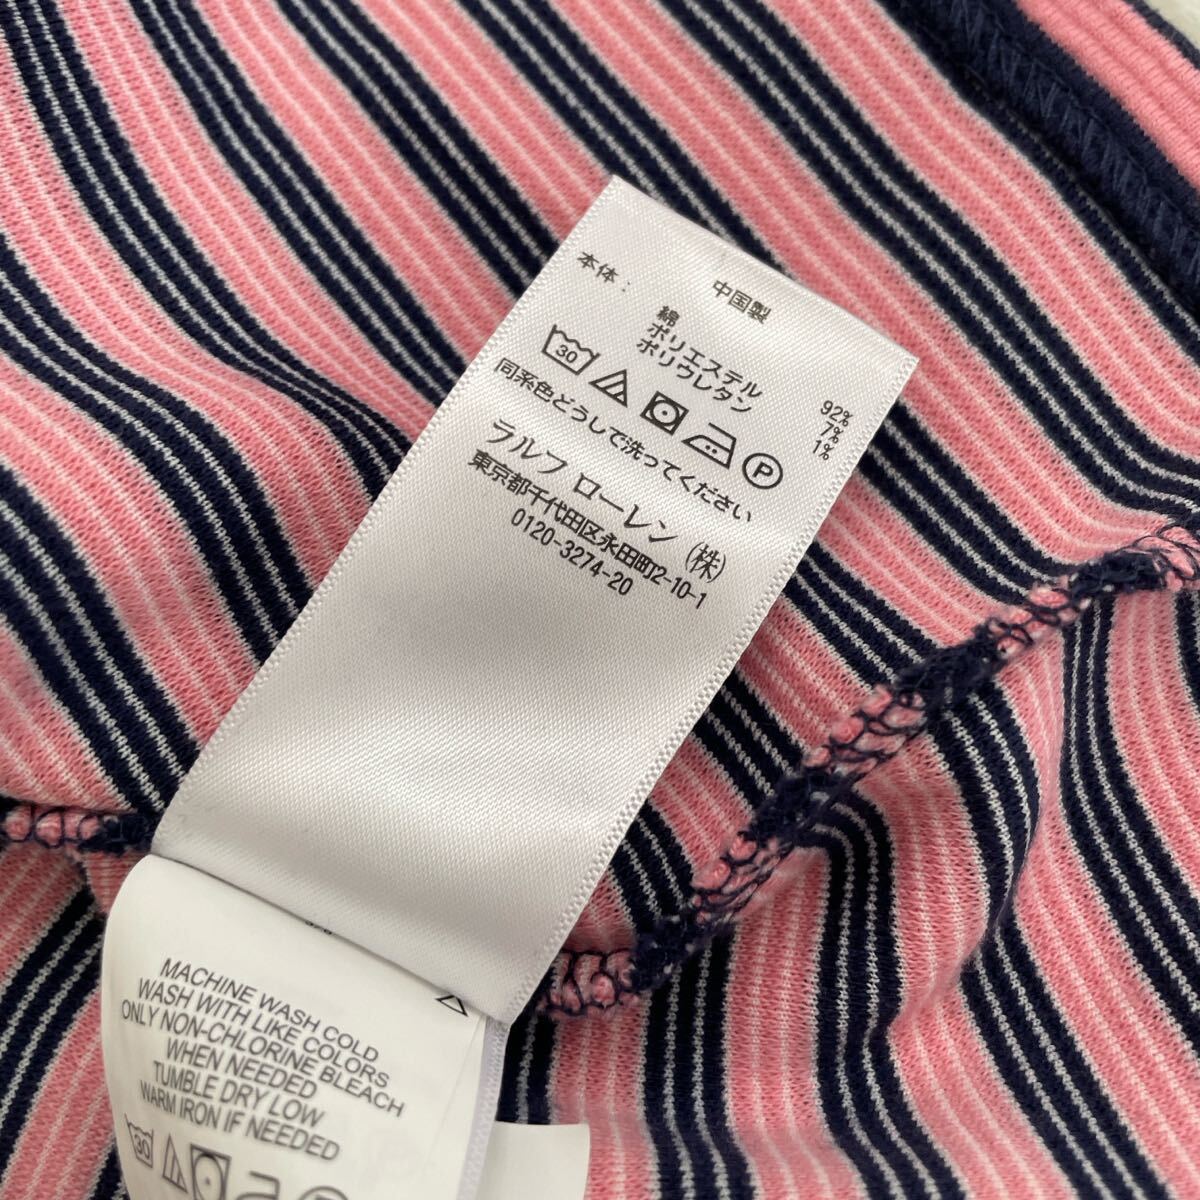 中国製
本体：
綿 92%
ポリエステル 7%
ポリウレタン 1%
30
P
同系色どうしで洗ってください
ラルフ ローレン (株)
東京都千代田区永田町2-10-1
0120-3274-20
MACHINE WASH COLD
WASH WITH LIKE COLORS
ONLY NON-CHLORINE BLEACH
WHEN NEEDED
TUMBLE DRY LOW
WARM IRON IF NEEDED
30